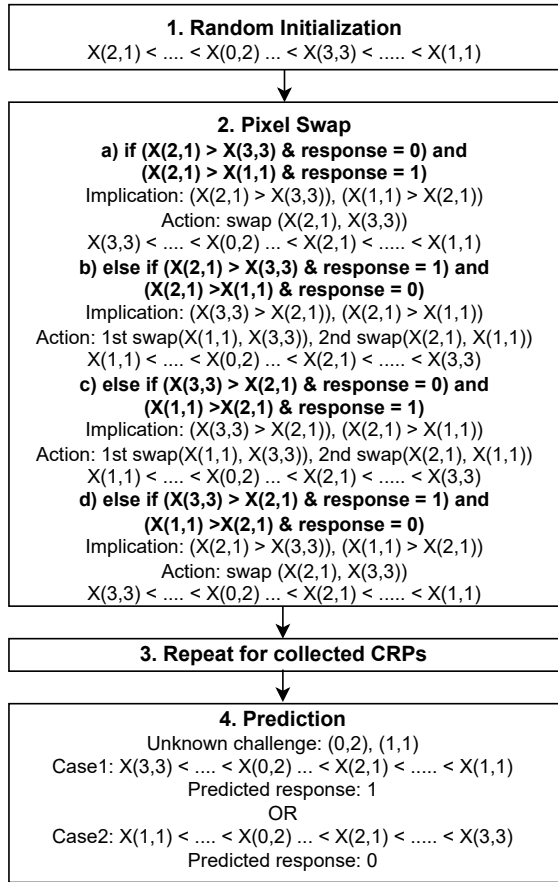 1. Random Initialization
X(2,1) < .... < X(0,2) ... < X(3,3) < ..... < X(1,1)
2. Pixel Swap
a) if (X(2,1) > X(3,3) & response = 0) and
(X(2,1) > X(1,1) & response = 1)
Implication: (X(2,1) > X(3,3)), (X(1,1) > X(2,1))
Action: swap (X(2,1), X(3,3))
X(3,3) < .... < X(0,2) ... < X(2,1) < ..... < X(1,1)
b) else if (X(2,1) > X(3,3) & response = 1) and
(X(2,1) >X(1,1) & response = 0)
Implication: (X(3,3) > X(2,1)), (X(2,1) > X(1,1))
Action: 1st swap(X(1,1), X(3,3)), 2nd swap(X(2,1), X(1,1))
X(1,1) < .... < X(0,2) ... < X(2,1) < ..... < X(3,3)
c) else if (X(3,3) > X(2,1) & response = 0) and
(X(1,1) >X(2,1) & response = 1)
Implication: (X(3,3) > X(2,1)), (X(2,1) > X(1,1))
Action: 1st swap(X(1,1), X(3,3)), 2nd swap(X(2,1), X(1,1))
X(1,1) < .... < X(0,2) ... < X(2,1) < ..... < X(3,3)
d) else if (X(3,3) > X(2,1) & response = 1) and
(X(1,1) >X(2,1) & response = 0)
Implication: (X(2,1) > X(3,3)), (X(1,1) > X(2,1))
Action: swap (X(2,1), X(3,3))
X(3,3) < .... < X(0,2) ... < X(2,1) < ..... < X(1,1)
3. Repeat for collected CRPs
4. Prediction
Unknown challenge: (0,2), (1,1)
Case1: X(3,3) < .... < X(0,2) ... < X(2,1) < ..... < X(1,1)
Predicted response: 1
OR
Case2: X(1,1) < .... < X(0,2) ... < X(2,1) < ..... < X(3,3)
Predicted response: 0